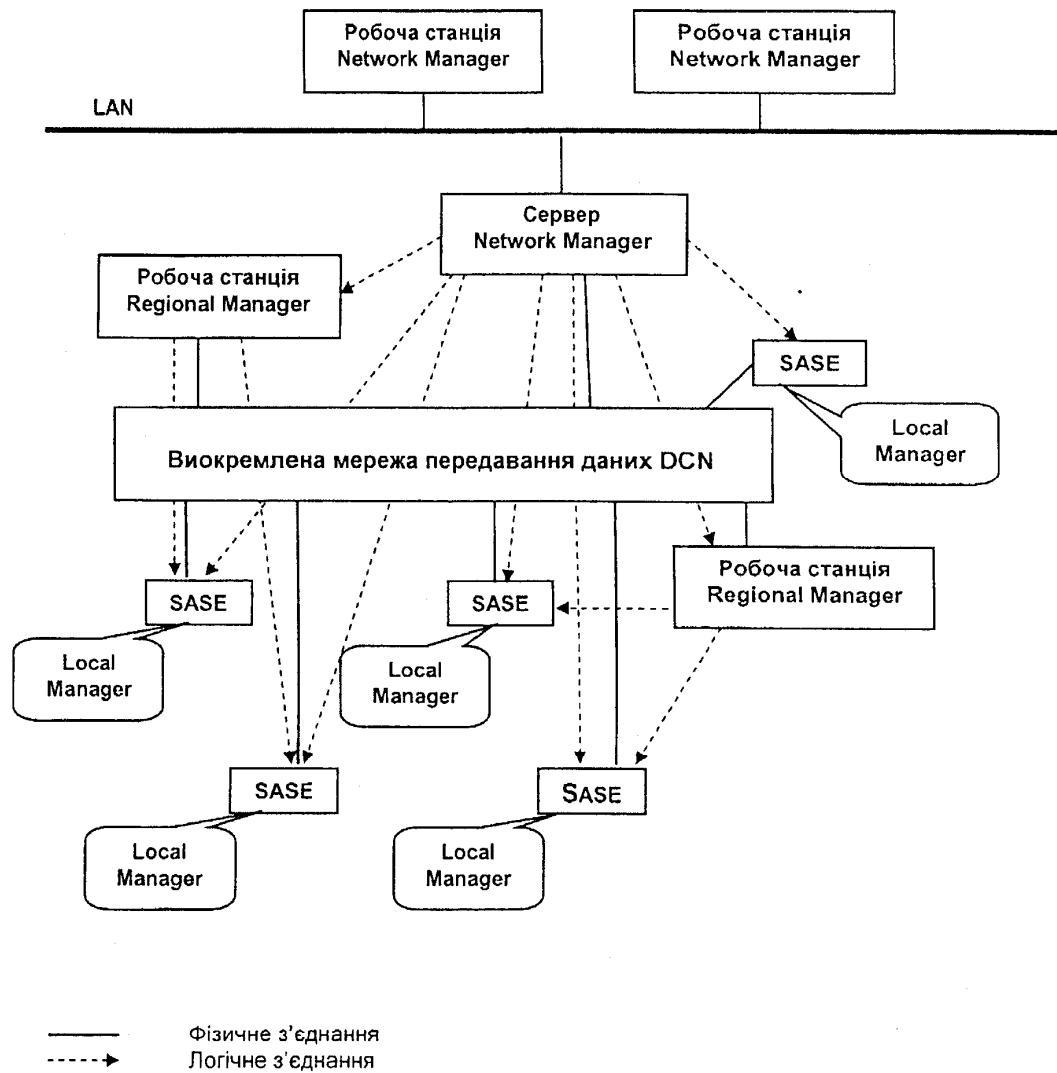 Робоча станція
Network Manager
Робоча станція
Network Manager
LAN
Сервер
Network Manager
Робоча станція
Regional Manager
SASE
Local
Manager
Виокремлена мережа передавання даних DCN
Робоча станція
Regional Manager
SASE
SASE
Local
Manager
Local
Manager
SASE
SASE
Local
Manager
Local
Manager
Фізичне з’єднання
Логічне з’єднання